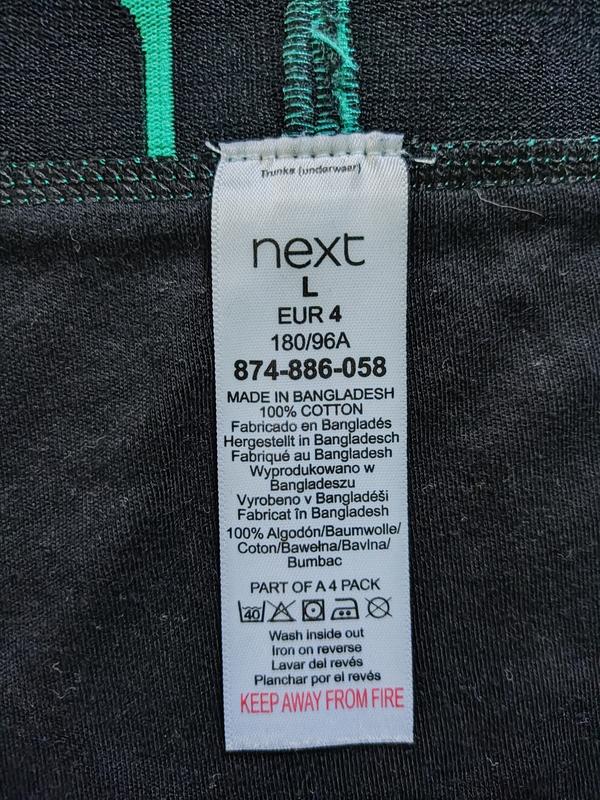 Trunks (underwear)
next
L
EUR 4
180/96A
874-886-058
MADE IN BANGLADESH
100% COTTON
Fabricado en Bangladés
Hergestellt in Bangladesch
Fabriqué au Bangladesh
Wyprodukowano w
Bangladeszu
Vyrobeno v Bangladéši
Fabricat în Bangladesh
100% Algodón/Baumwolle/
Coton/Bawełna/Bavlna/
Bumbac
PART OF A 4 PACK
40
Wash inside out
Iron on reverse
Lavar del revés
Planchar por el revés
KEEP AWAY FROM FIRE